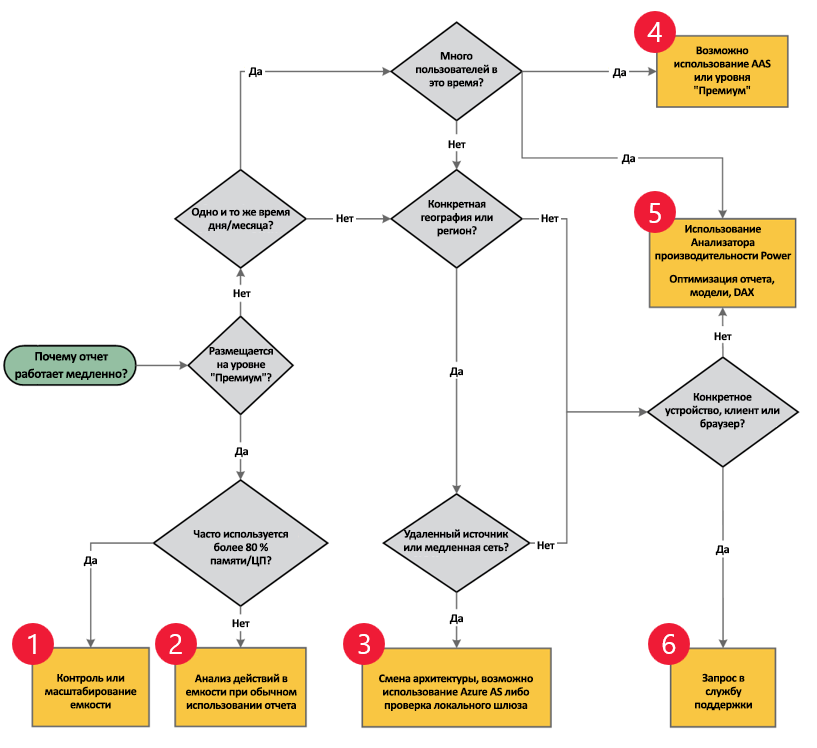 4
Много
пользователей в
это время?
Возможно
использование AAS
или уровня
"Премиум"
Да
Да
Нет
Да
5
Одно и то же время
дня/месяца?
Нет
Конкретная
география или
регион?
Нет
Использование
Анализатора
производительности Power
Оптимизация отчета,
модели, DAX
Нет
Нет
Почему отчет
работает медленно?
Размещается
на уровне
"Премиум"?
Да
Конкретное
устройство, клиент или
браузер?
Да
Часто используется
более 80 %
памяти/ЦП?
Удаленный источник
или медленная сеть?
Нет
Да
Да
Нет
Да
1
2
3
6
Контроль или
масштабирование
емкости
Анализ действий в
емкости при обычном
использовании отчета
Смена архитектуры, возможно
использование Azure AS либо
проверка локального шлюза
Запрос в
службу
поддержки